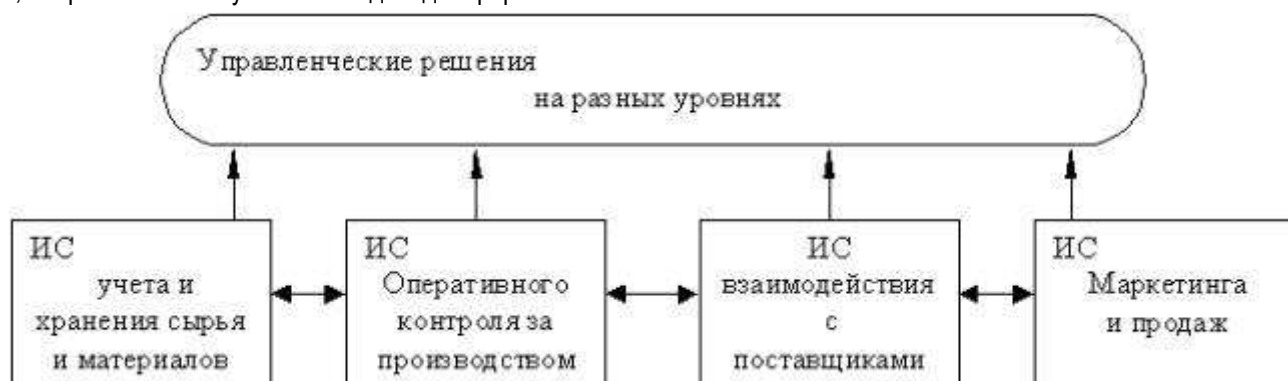 Управленческие решения
на разных уровнях
ИС
учета и
хранения сырья
и материалов
ИС
Оперативного
контроля за
производством
ИС
взаимодействия
с
поставщиками
ИС
Маркетинга
и продаж